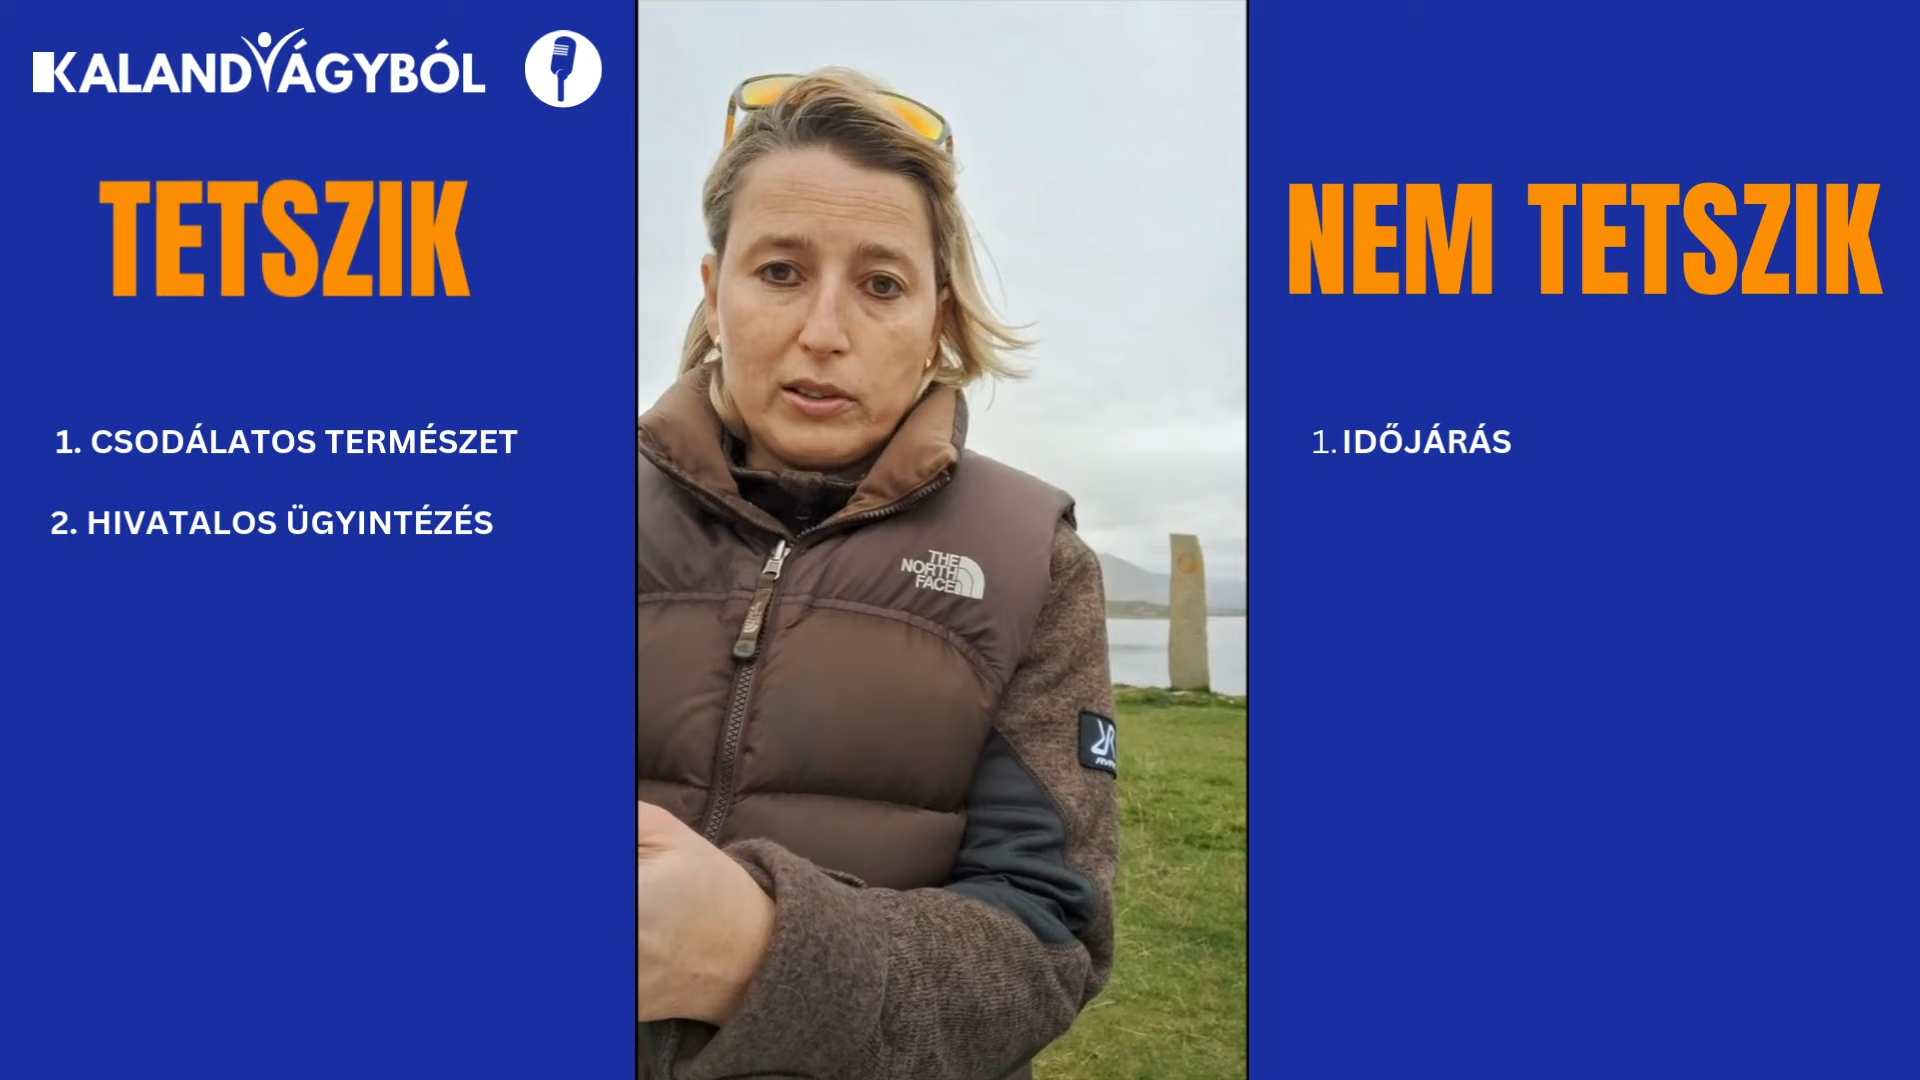 KALANDVÁGYBÓL
TETSZIK
1. CSODÁLATOS TERMÉSZET
2. HIVATALOS ÜGYINTÉZÉS
THE
NORTH
FACE
NEM TETSZIK
1. IDŐJÁRÁS